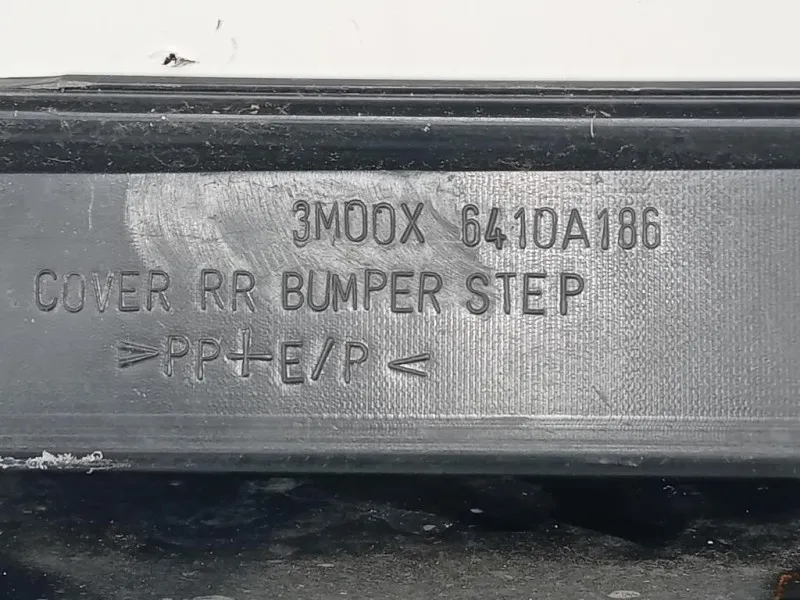 3M00X 6410A186
COVER RR BUMPER STEP
>PP+E/P<